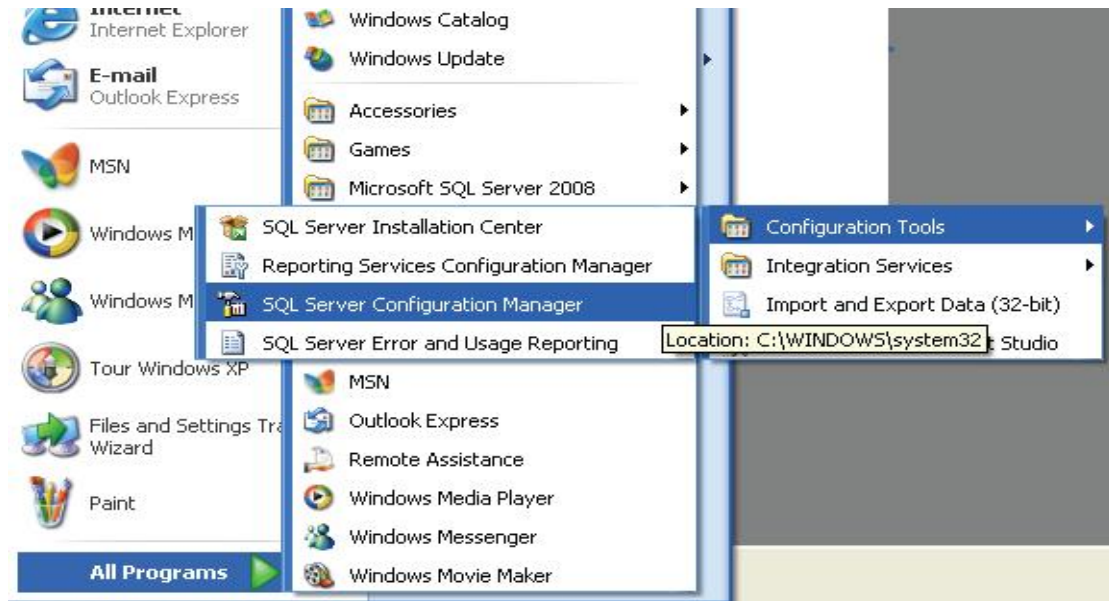 Internet
Internet Explorer
E-mail
Outlook Express
MSN
Windows M
Windows M
Tour Windows XP
Files and Settings Tra
Wizard
Paint
All Programs
Windows Catalog
Windows Update
Accessories
Games
Microsoft SQL Server 2008
SQL Server Installation Center
Reporting Services Configuration Manager
SQL Server Configuration Manager
SQL Server Error and Usage Reporting
MSN
Outlook Express
Remote Assistance
Windows Media Player
Windows Messenger
Windows Movie Maker
Configuration Tools
Integration Services
Import and Export Data (32-bit)
Location: C:\WINDOWS\system32
t Studio